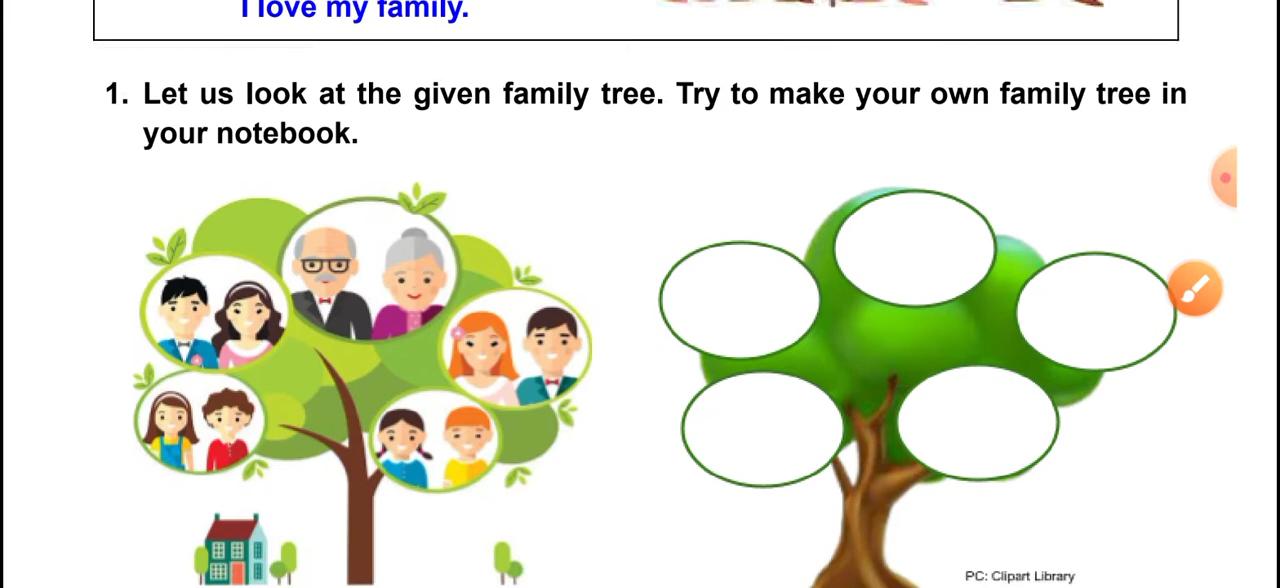 I love my family.
1. Let us look at the given family tree. Try to make your own family tree in
your notebook.
PC: Clipart Library